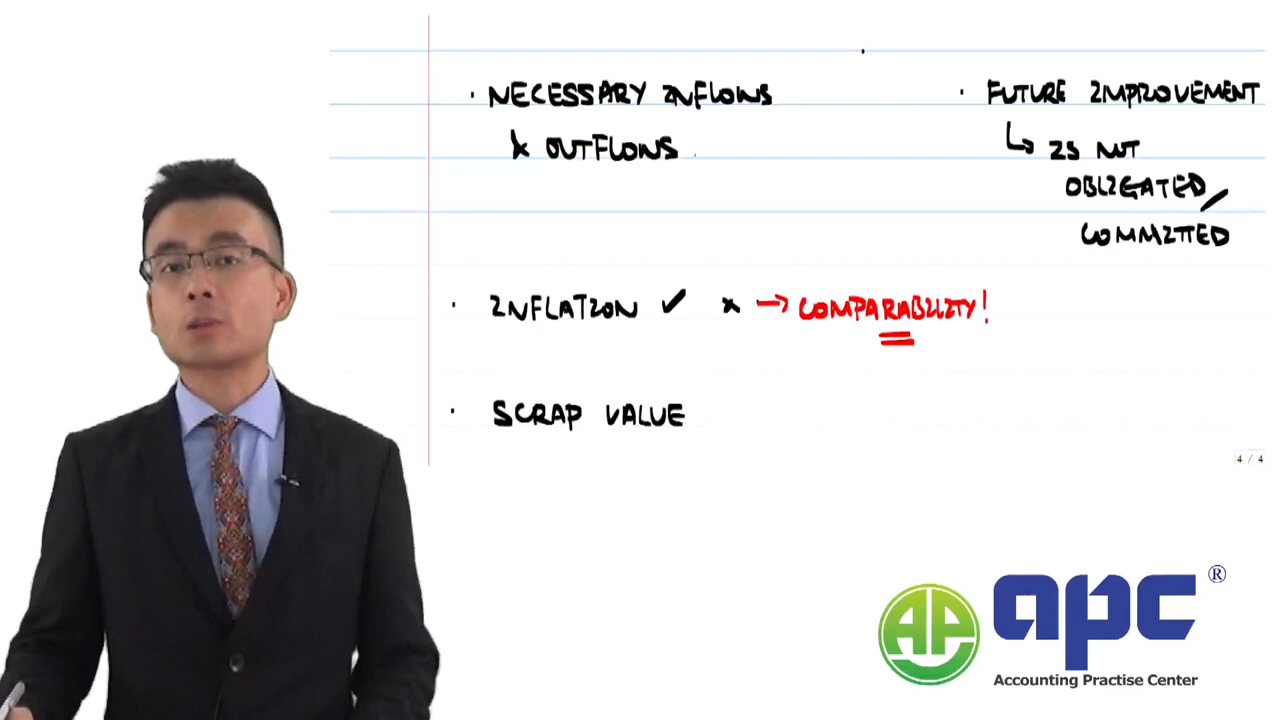 · NECESSARY INFLOWS
& OUTFLOWS
· FUTURE IMPROVEMENT
↳ IS NOT
OBLIGATED/
COMMITTED
· INFLATION ✓ x → COMPARABILITY!
· SCRAP VALUE
4 / 4
AP
apc®
Accounting Practise Center